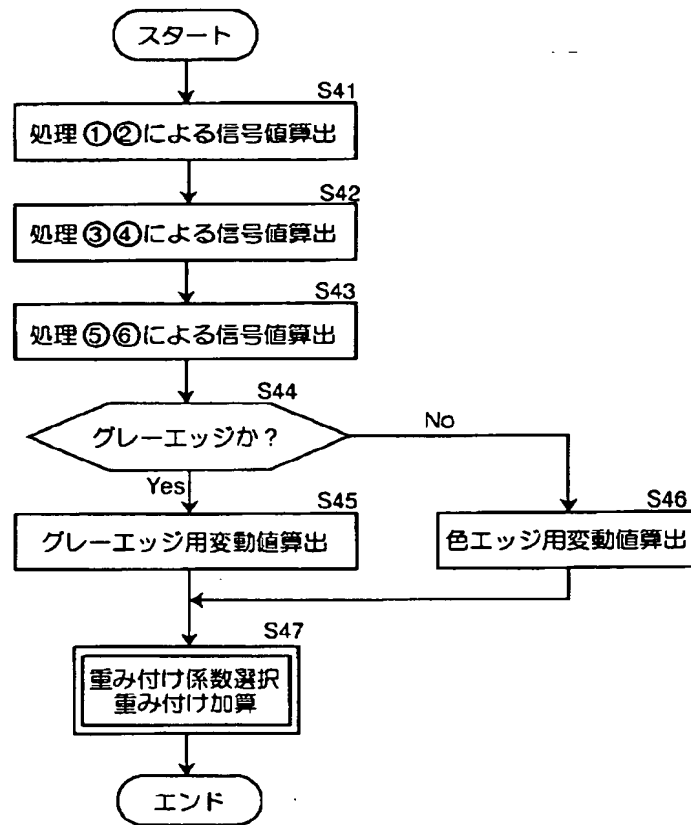 スタート
S41
処理①②による信号値算出
S42
処理③④による信号値算出
S43
処理⑤⑥による信号値算出
S44
グレーエッジか？
No
Yes
S45
グレーエッジ用変動値算出
S46
色エッジ用変動値算出
S47
重み付け係数選択
重み付け加算
エンド